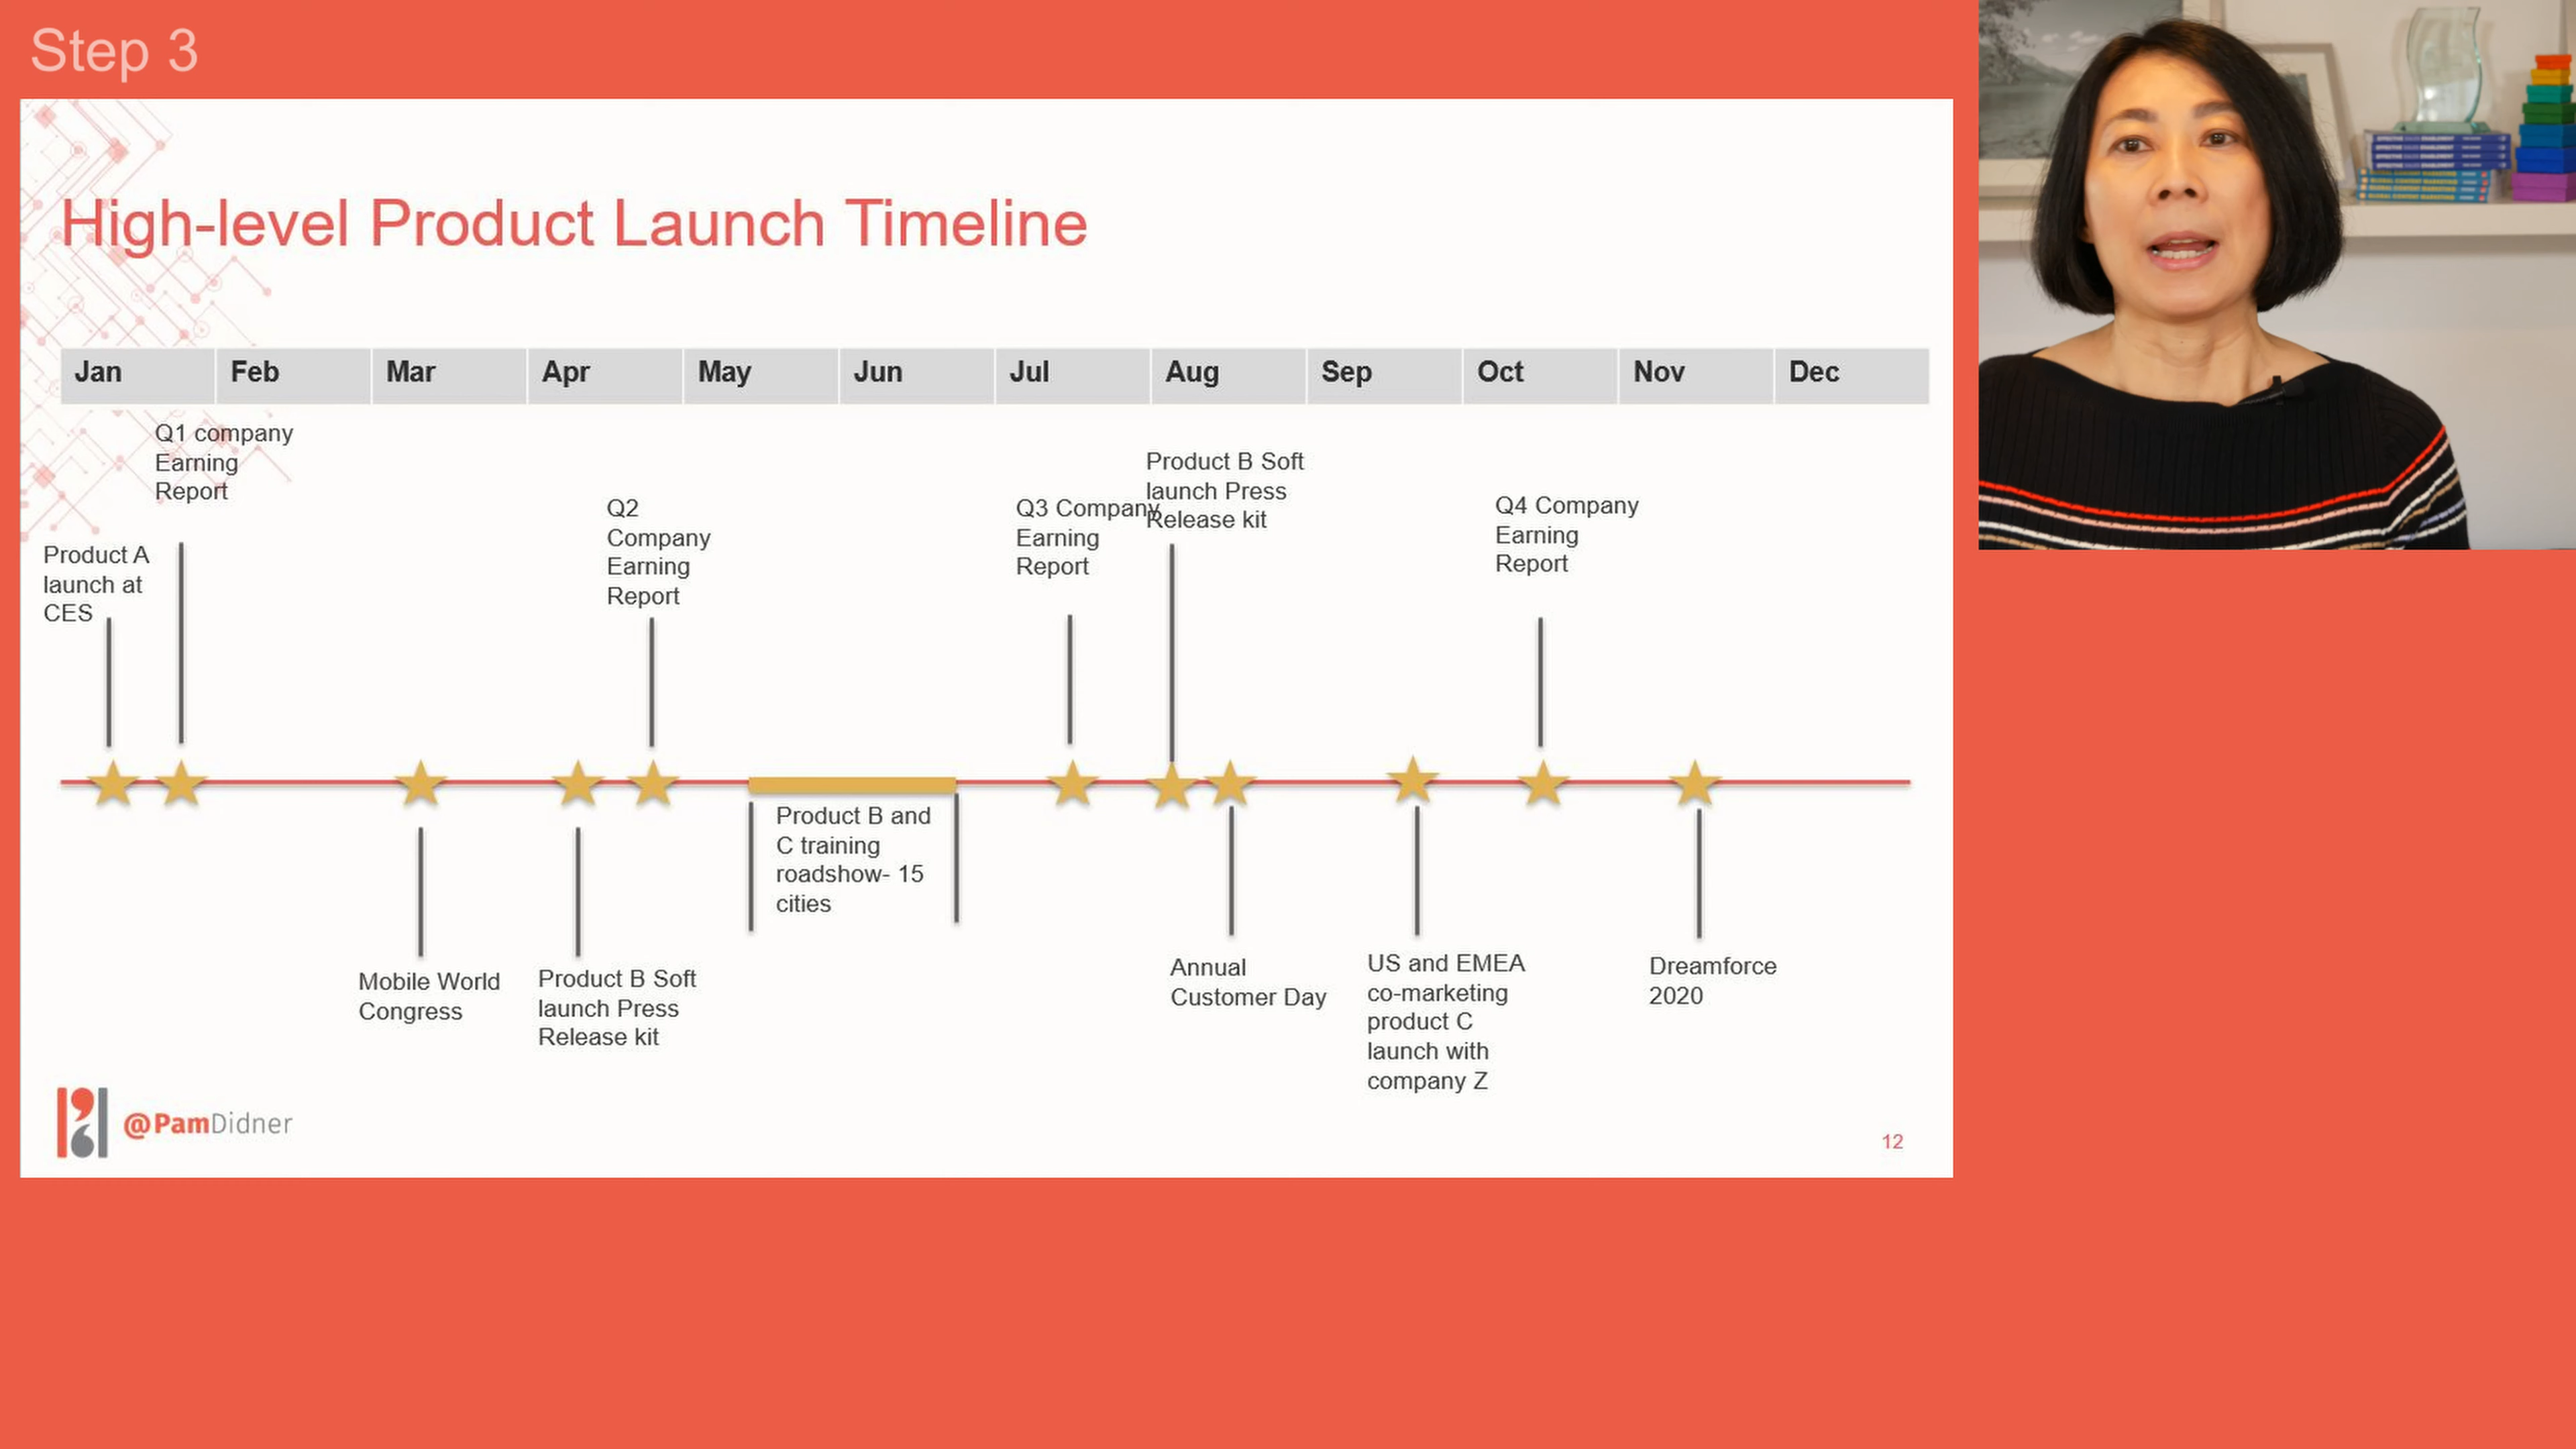 Step 3
High-level Product Launch Timeline
Jan Feb Mar Apr May Jun Jul Aug Sep Oct Nov Dec
Q1 company
Earning
Report
Product A
launch at
CES
Q2
Company
Earning
Report
Q3 Company
Earning
Report
Product B Soft
launch Press
Release kit
Q4 Company
Earning
Report
Mobile World
Congress
Product B Soft
launch Press
Release kit
Product B and
C training
roadshow- 15
cities
Annual
Customer Day
US and EMEA
co-marketing
product C
launch with
company Z
Dreamforce
2020
@PamDidner
12